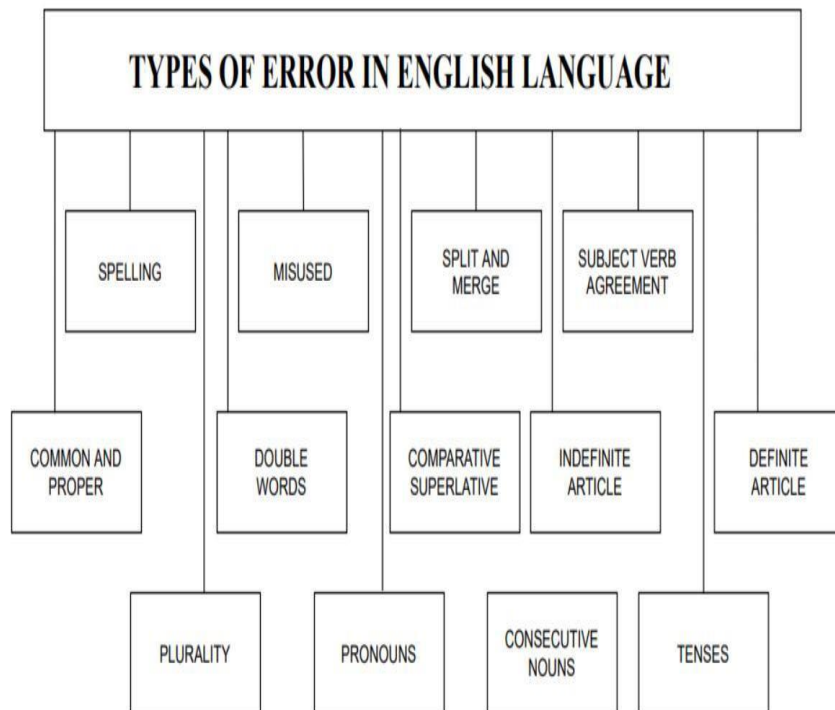 TYPES OF ERROR IN ENGLISH LANGUAGE
SPELLING
MISUSED
SPLIT AND
MERGE
SUBJECT VERB
AGREEMENT
COMMON AND
PROPER
DOUBLE
WORDS
COMPARATIVE
SUPERLATIVE
INDEFINITE
ARTICLE
DEFINITE
ARTICLE
PLURALITY
PRONOUNS
CONSECUTIVE
NOUNS
TENSES